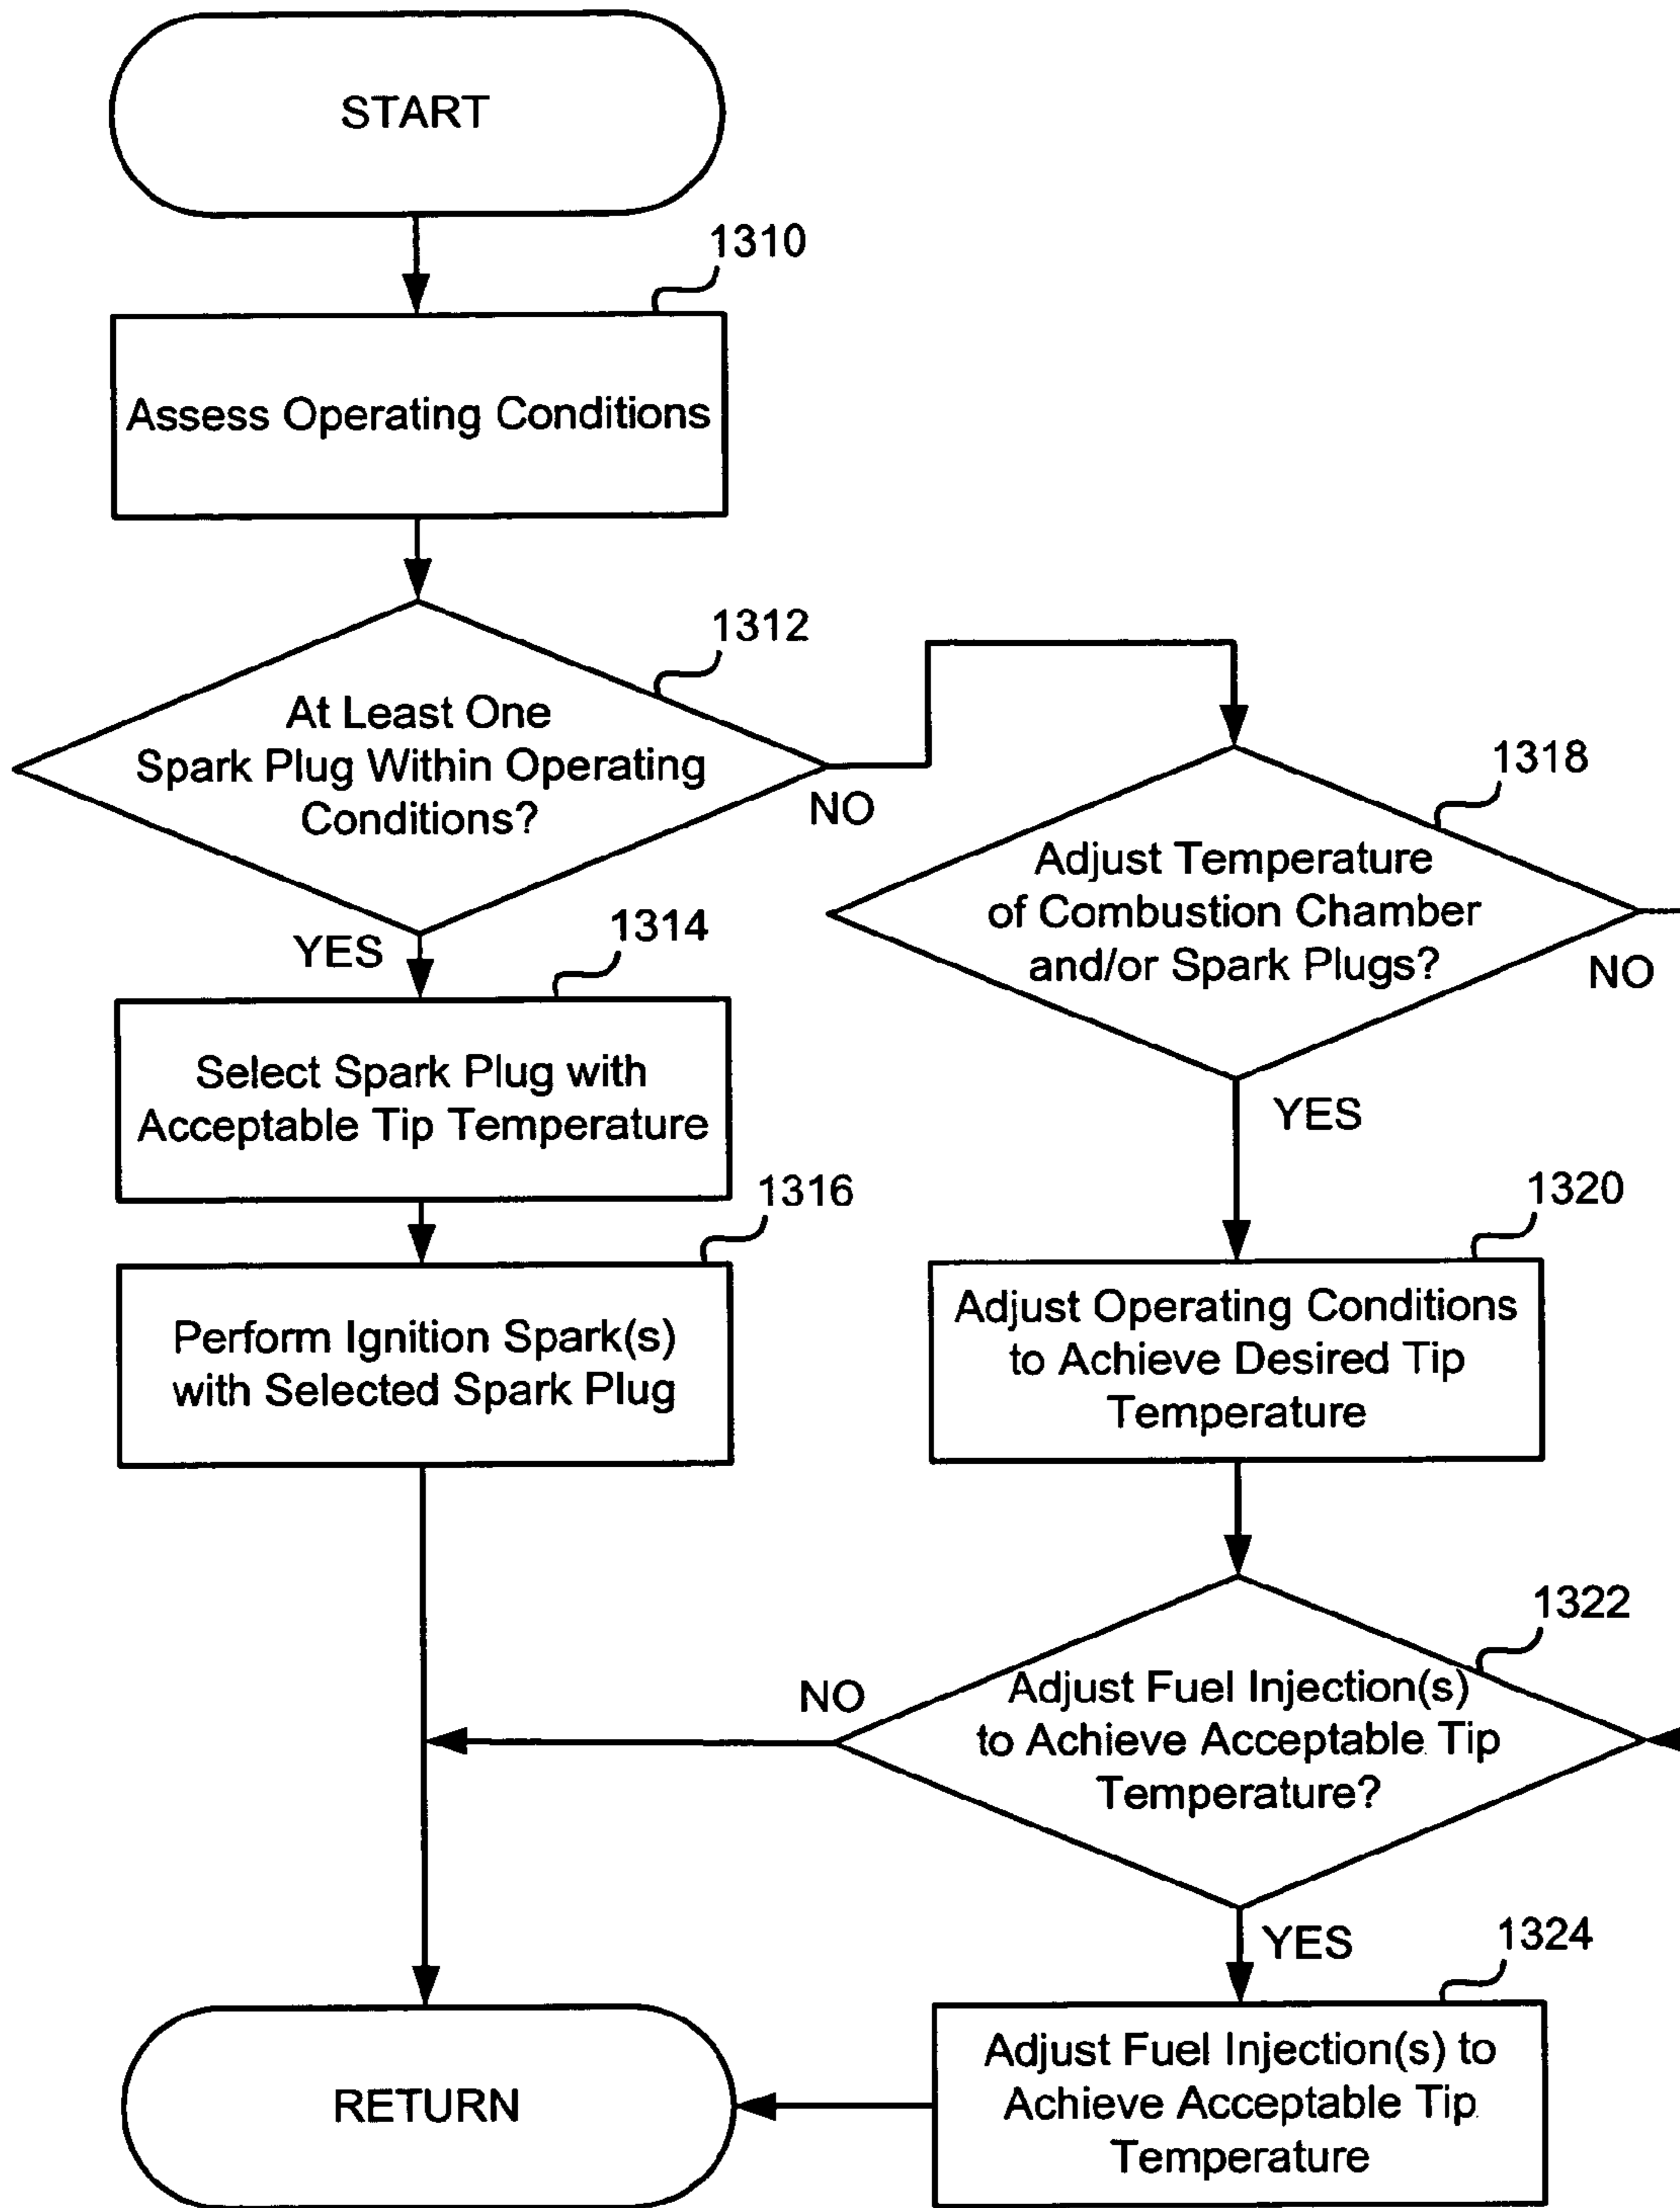 START
1310
Assess Operating Conditions
1312
At Least One
Spark Plug Within Operating
Conditions?
NO
YES
1314
Select Spark Plug with
Acceptable Tip Temperature
1316
Perform Ignition Spark(s)
with Selected Spark Plug
1318
Adjust Temperature
of Combustion Chamber
and/or Spark Plugs?
NO
YES
1320
Adjust Operating Conditions
to Achieve Desired Tip
Temperature
1322
Adjust Fuel Injection(s)
to Achieve Acceptable Tip
Temperature?
NO
YES
1324
Adjust Fuel Injection(s) to
Achieve Acceptable Tip
Temperature
RETURN